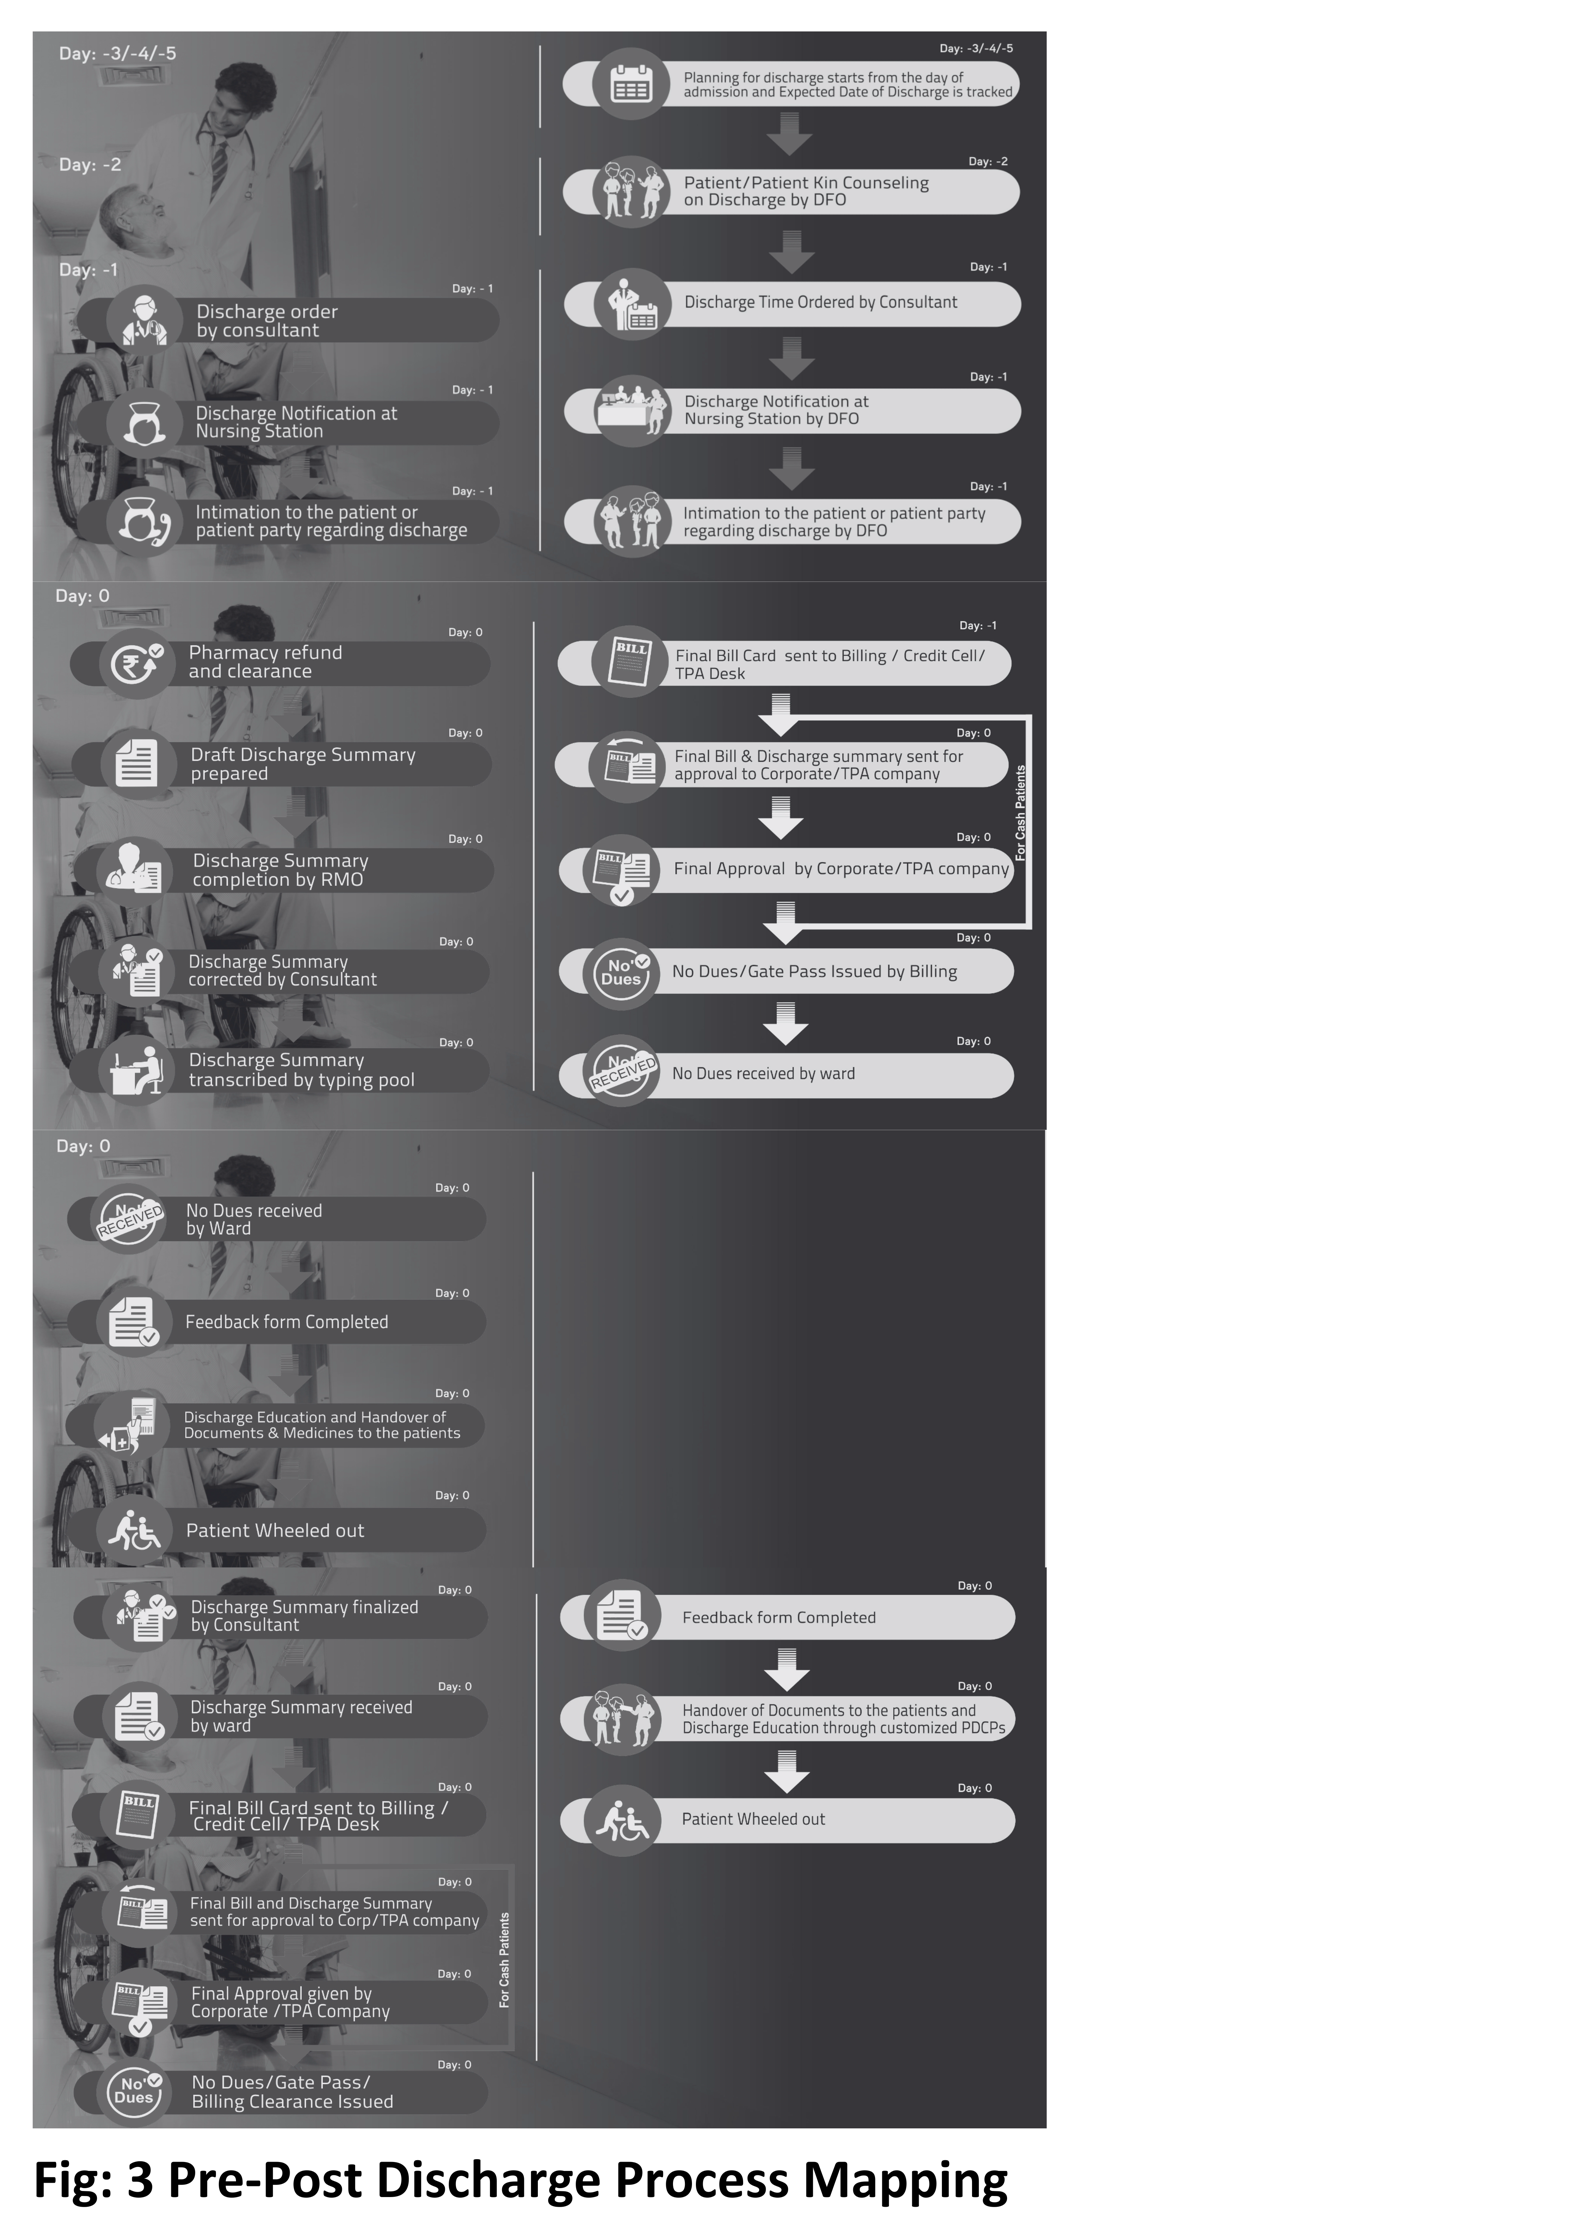 Day: -3/-4/-5
Day: -2
Day: -1
Day: - 1
Discharge order
by consultant
Day: - 1
Discharge Notification at
Nursing Station
Day: - 1
Intimation to the patient or
patient party regarding discharge
Day: -3/-4/-5
Planning for discharge starts from the day of
admission and Expected Date of Discharge is tracked
Day: -2
Patient/Patient Kin Counseling
on Discharge by DFO
Day: -1
Discharge Time Ordered by Consultant
Day: -1
Discharge Notification at
Nursing Station by DFO
Day: -1
Intimation to the patient or patient party
regarding discharge by DFO
Day: 0
Day: 0
₹
Pharmacy refund
and clearance
Day: 0
Draft Discharge Summary
prepared
Day: 0
Discharge Summary
completion by RMO
Day: 0
Discharge Summary
corrected by Consultant
Day: 0
Discharge Summary
transcribed by typing pool
Day: -1
BILL
Final Bill Card sent to Billing / Credit Cell/
TPA Desk
Day: 0
BILL
Final Bill & Discharge summary sent for
approval to Corporate/TPA company
Day: 0
BILL
Final Approval by Corporate/TPA company
For Cash Patients
Day: 0
No'
Dues
No Dues/Gate Pass Issued by Billing
Day: 0
RECEIVED
No Dues received by ward
Day: 0
Day: 0
RECEIVED
No Dues received
by Ward
Day: 0
Feedback form Completed
Day: 0
Discharge Education and Handover of
Documents & Medicines to the patients
Day: 0
Patient Wheeled out
Day: 0
Discharge Summary finalized
by Consultant
Day: 0
Discharge Summary received
by ward
Day: 0
BILL
Final Bill Card sent to Billing /
Credit Cell/ TPA Desk
Day: 0
BILL
Final Bill and Discharge Summary
sent for approval to Corp/TPA company
Day: 0
BILL
Final Approval given by
Corporate /TPA Company
For Cash Patients
Day: 0
No'
Dues
No Dues/Gate Pass/
Billing Clearance Issued
Day: 0
Feedback form Completed
Day: 0
Handover of Documents to the patients and
Discharge Education through customized PDCPs
Day: 0
Patient Wheeled out
Fig: 3 Pre-Post Discharge Process Mapping